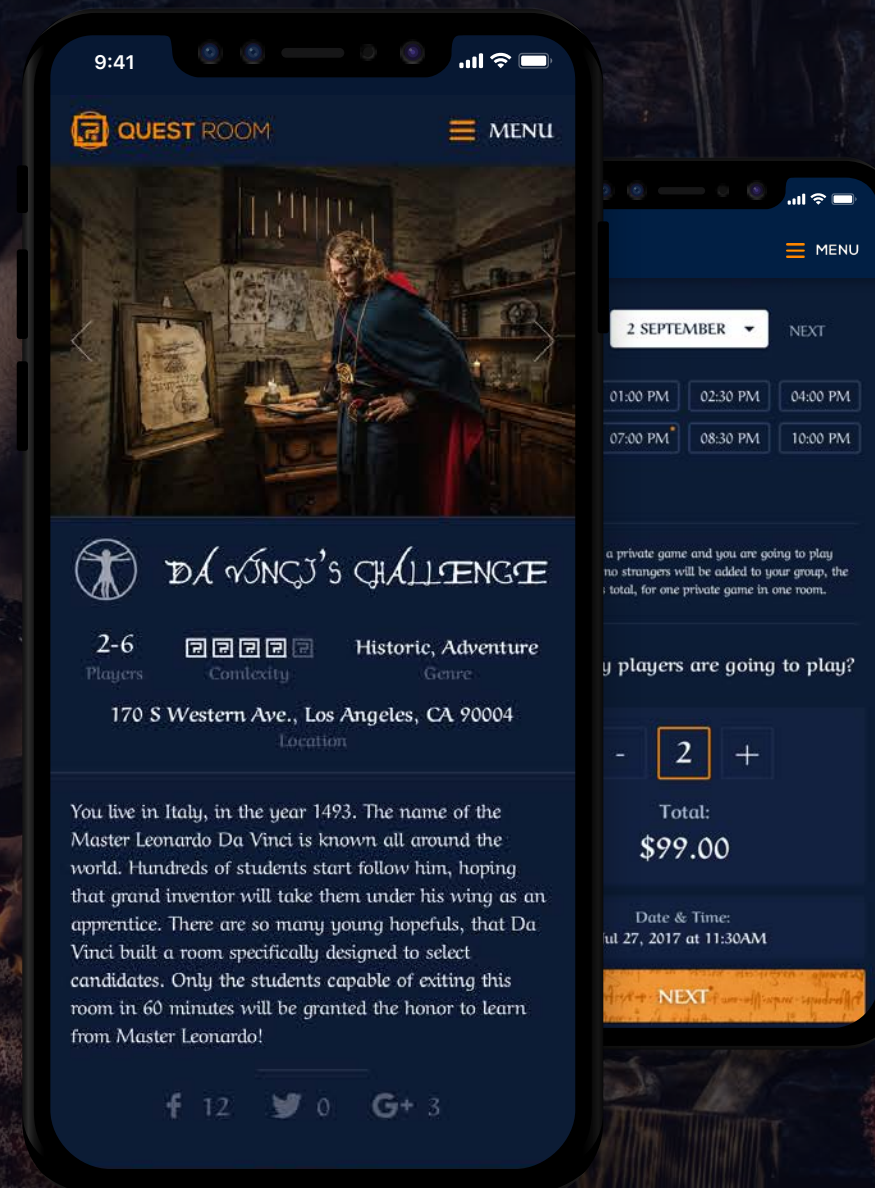 9:41
QUEST ROOM
MENU
DA VINCI'S CHALLENGE
2-6
Players
Comlexity
Historic, Adventure
Genre
170 S Western Ave., Los Angeles, CA 90004
Location
You live in Italy, in the year 1493. The name of the
Master Leonardo Da Vinci is known all around the
world. Hundreds of students start follow him, hoping
that grand inventor will take them under his wing as an
apprentice. There are so many young hopefuls, that Da
Vinci built a room specifically designed to select
candidates. Only the students capable of exiting this
room in 60 minutes will be granted the honor to learn
from Master Leonardo!
f 12
0
G+ 3
MENU
2 SEPTEMBER
NEXT
01:00 PM 02:30 PM 04:00 PM
07:00 PM* 08:30 PM 10:00 PM
a private game and you are going to play
no strangers will be added to your group, the
total, for one private game in one room.
players are going to play?
- 2 +
Total:
$99.00
Date & Time:
27, 2017 at 11:30AM
NEXT